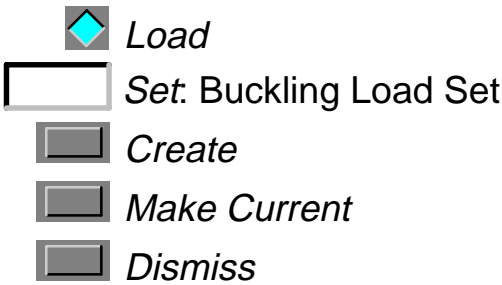 Load
Set: Buckling Load Set
Create
Make Current
Dismiss